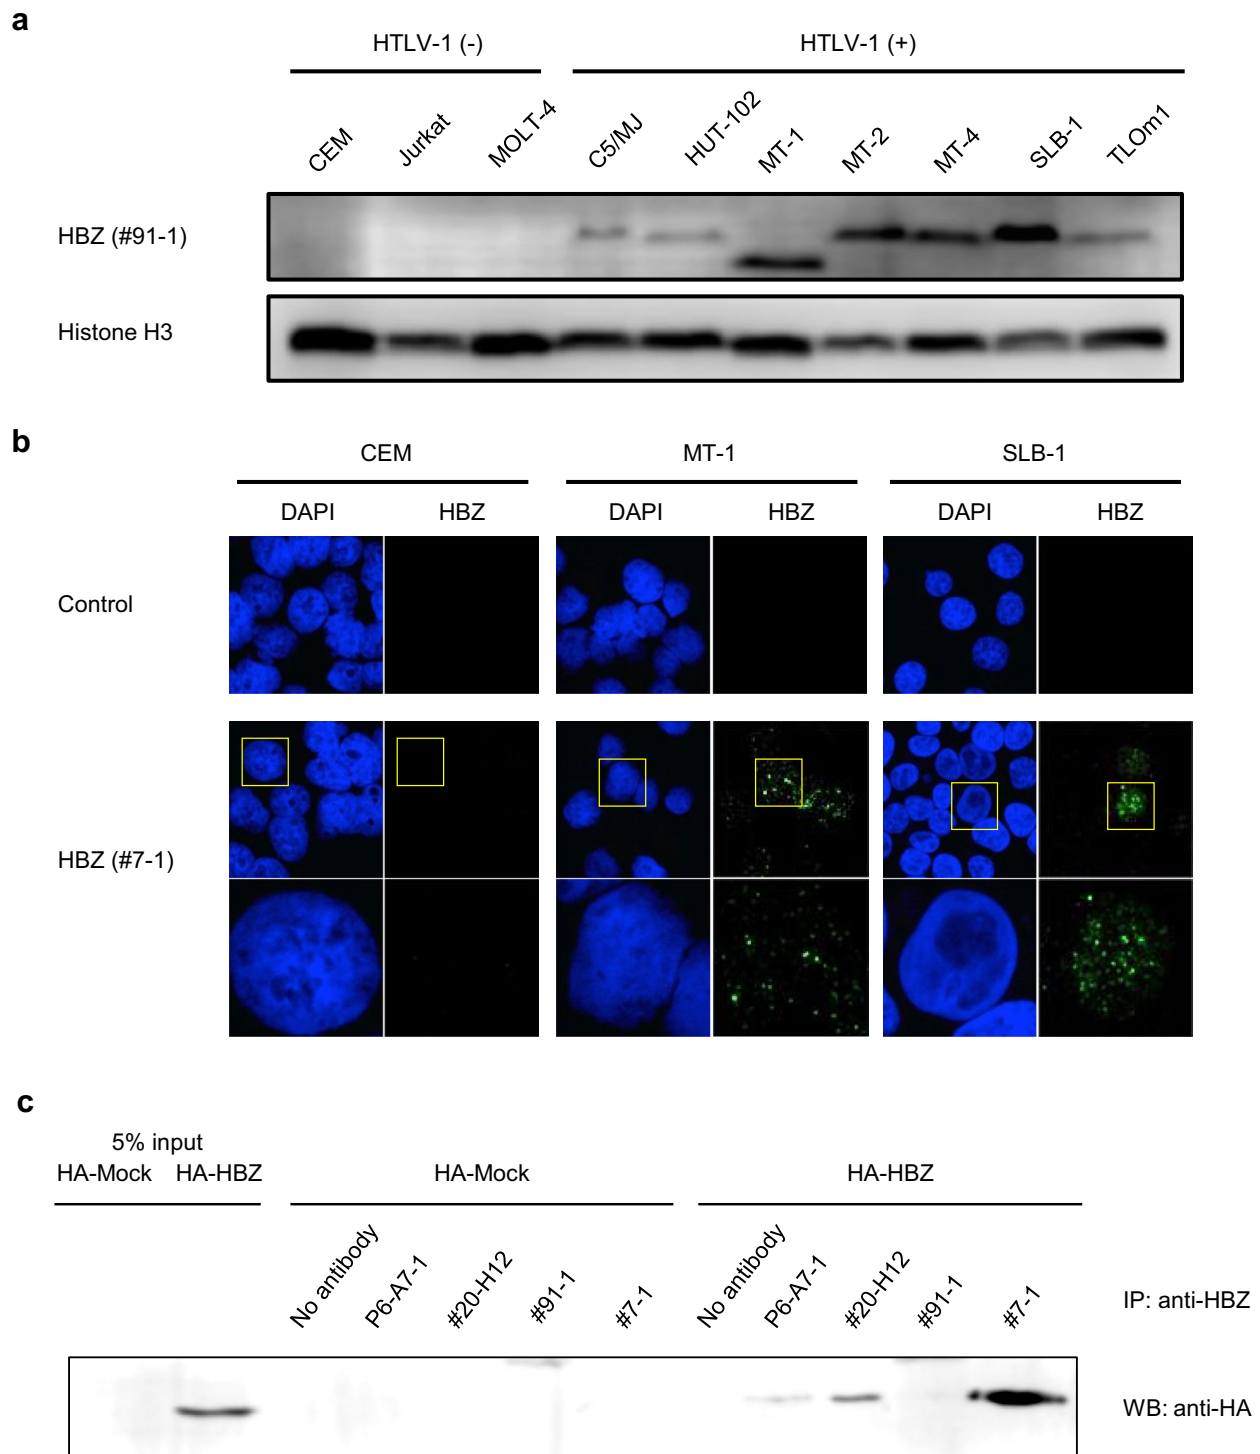 a
HTLV-1 (-) HTLV-1 (+)
CEM Jurkat MOLT-4 C5/MJ HUT-102 MT-1 MT-2 MT-4 SLB-1 TLOm1
HBZ (#91-1)
Histone H3
b
CEM MT-1 SLB-1
DAPI HBZ DAPI HBZ DAPI HBZ
Control
HBZ (#7-1)
c
5% input
HA-Mock HA-HBZ HA-Mock HA-HBZ
No antibody P6-A7-1 #20-H12 #91-1 #7-1 No antibody P6-A7-1 #20-H12 #91-1 #7-1
IP: anti-HBZ
WB: anti-HA